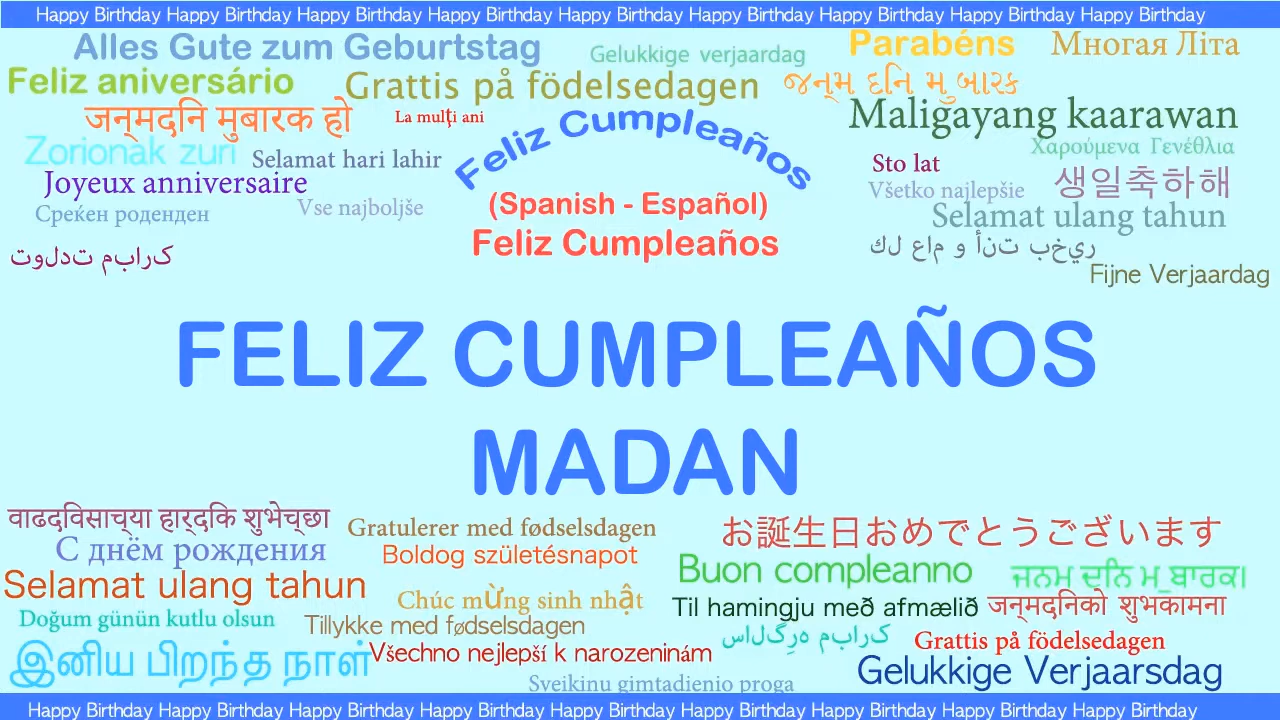 Happy Birthday Happy Birthday Happy Birthday Happy Birthday Happy Birthday Happy Birthday Happy Birthday Happy Birthday Happy Birthday
Alles Gute zum Geburtstag
Gelukkige verjaardag
Parabéns
Многая Літа
Feliz aniversário
Grattis på födelsedagen
જન્મ દિન મુબારક
जन्मदिन मुबारक हो
La mulți ani
Feliz Cumpleaños
Maligayang kaarawan
Zorionak zuri
Selamat hari lahir
Χαρούμενα Γενέθλια
Sto lat
Joyeux anniversaire
Všetko najlepšie
생일축하해
Среќен роденден
Vse najboljše
(Spanish - Español)
Selamat ulang tahun
Feliz Cumpleaños
تولدت مبارک
كل عام و أنت بخير
Fijne Verjaardag
FELIZ CUMPLEAÑOS
MADAN
वाढदिवसाच्या हार्दिक शुभेच्छा
Gratulerer med fødselsdagen
お誕生日おめでとうございます
С днём рождения
Boldog születésnapot
Buon compleanno
ਜਨਮ ਦਿਨ ਮੁਬਾਰਕ।
Selamat ulang tahun
Chúc mừng sinh nhật
Til hamingju með afmælið
जन्मदिनको शुभकामना
Doğum günün kutlu olsun
Tillykke med fødselsdagen
سالگرہ مبارک
Grattis på födelsedagen
இனிய பிறந்த நாள்
Všechno nejlepší k narozeninám
Gelukkige Verjaarsdag
Sveikinu gimtadienio proga
Happy Birthday Happy Birthday Happy Birthday Happy Birthday Happy Birthday Happy Birthday Happy Birthday Happy Birthday Happy Birthday